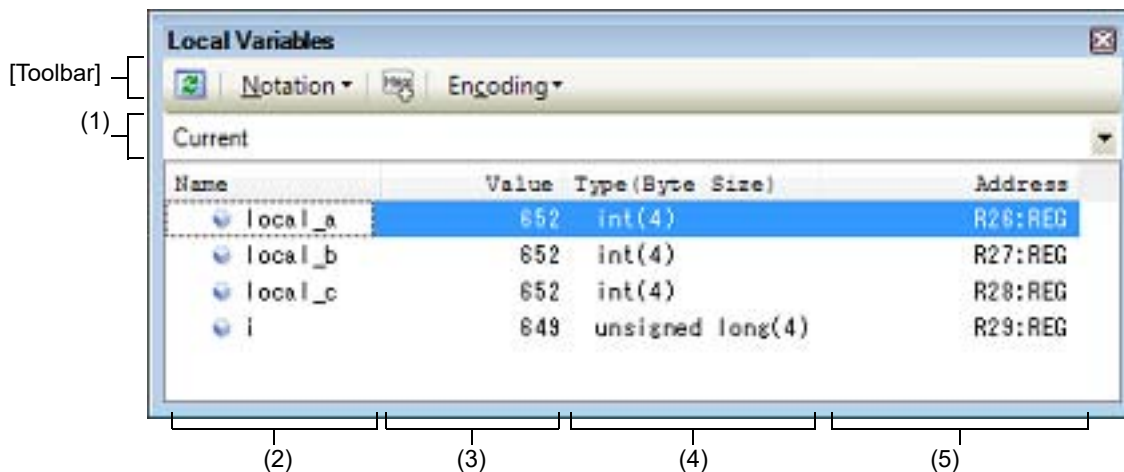 Local Variables
[Toolbar]
Notation Hex Encoding
(1)
Current
Name Value Type(Byte Size) Address
local_a 652 int(4) R26:REG
local_b 652 int(4) R27:REG
local_c 652 int(4) R28:REG
i 649 unsigned long(4) R29:REG
(2) (3) (4) (5)